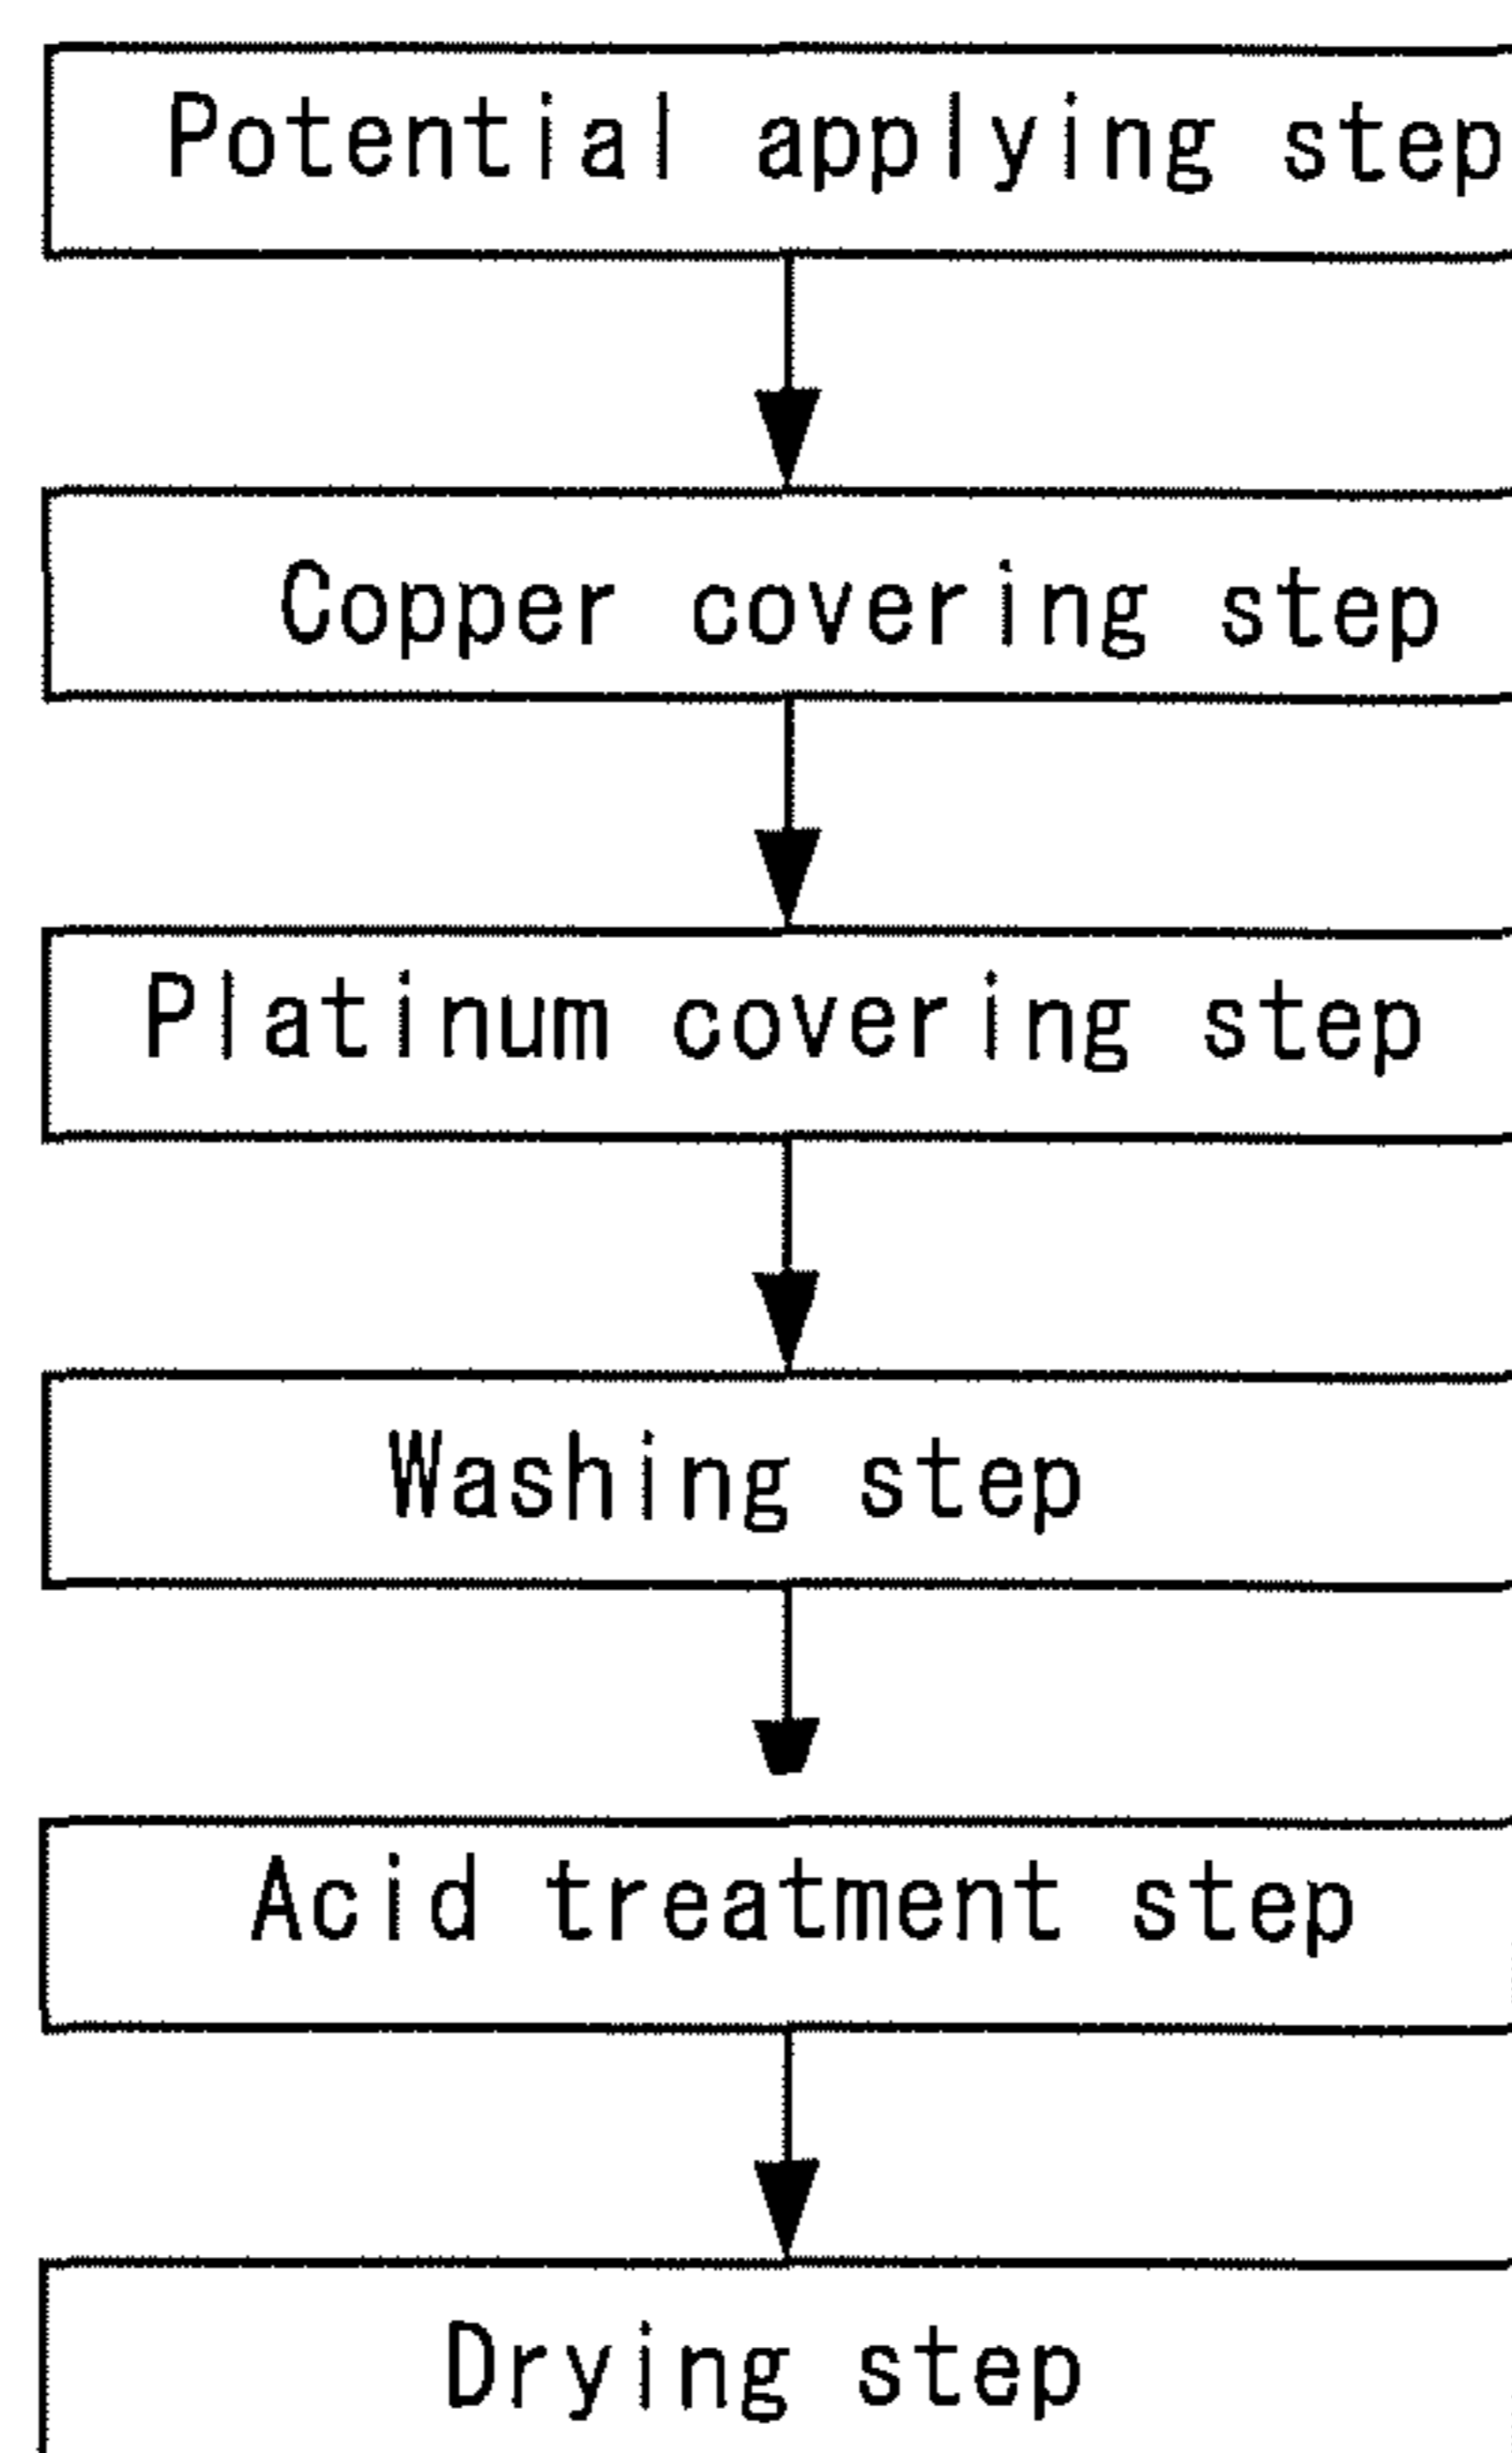 Potential applying step
Copper covering step
Platinum covering step
Washing step
Acid treatment step
Drying step